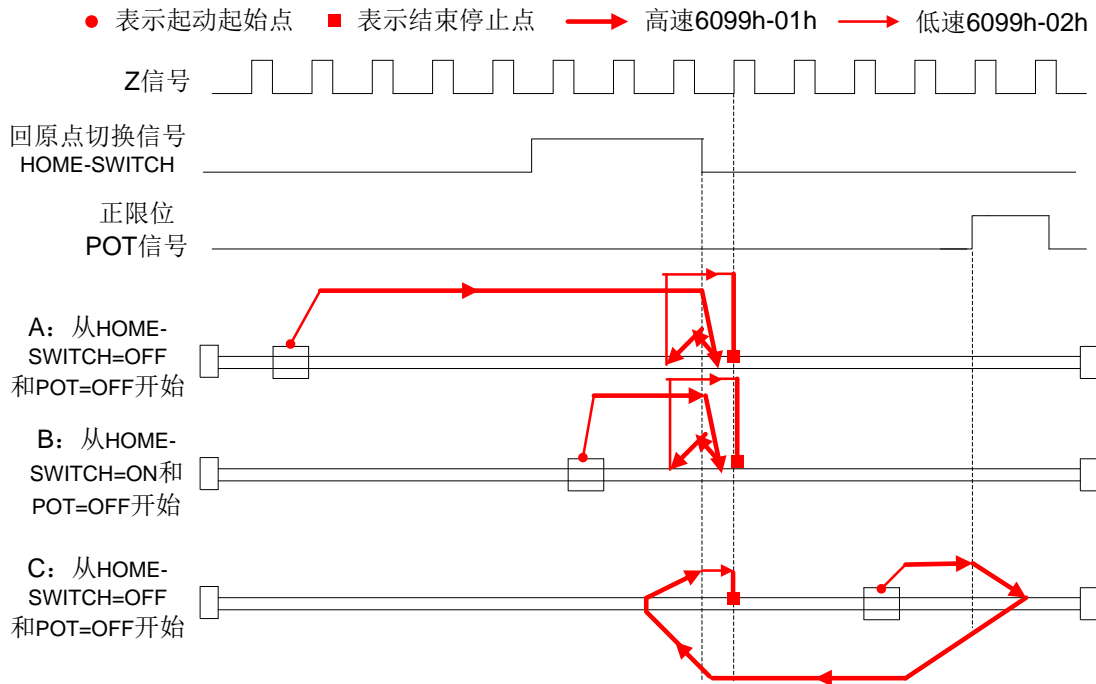 表示起动起始点 表示结束停止点 高速6099h-01h 低速6099h-02h
Z信号
回原点切换信号
HOME-SWITCH
正限位
POT信号
A：从HOME-
SWITCH=OFF
和POT=OFF开始
B：从HOME-
SWITCH=ON和
POT=OFF开始
C：从HOME-
SWITCH=OFF
和POT=OFF开始